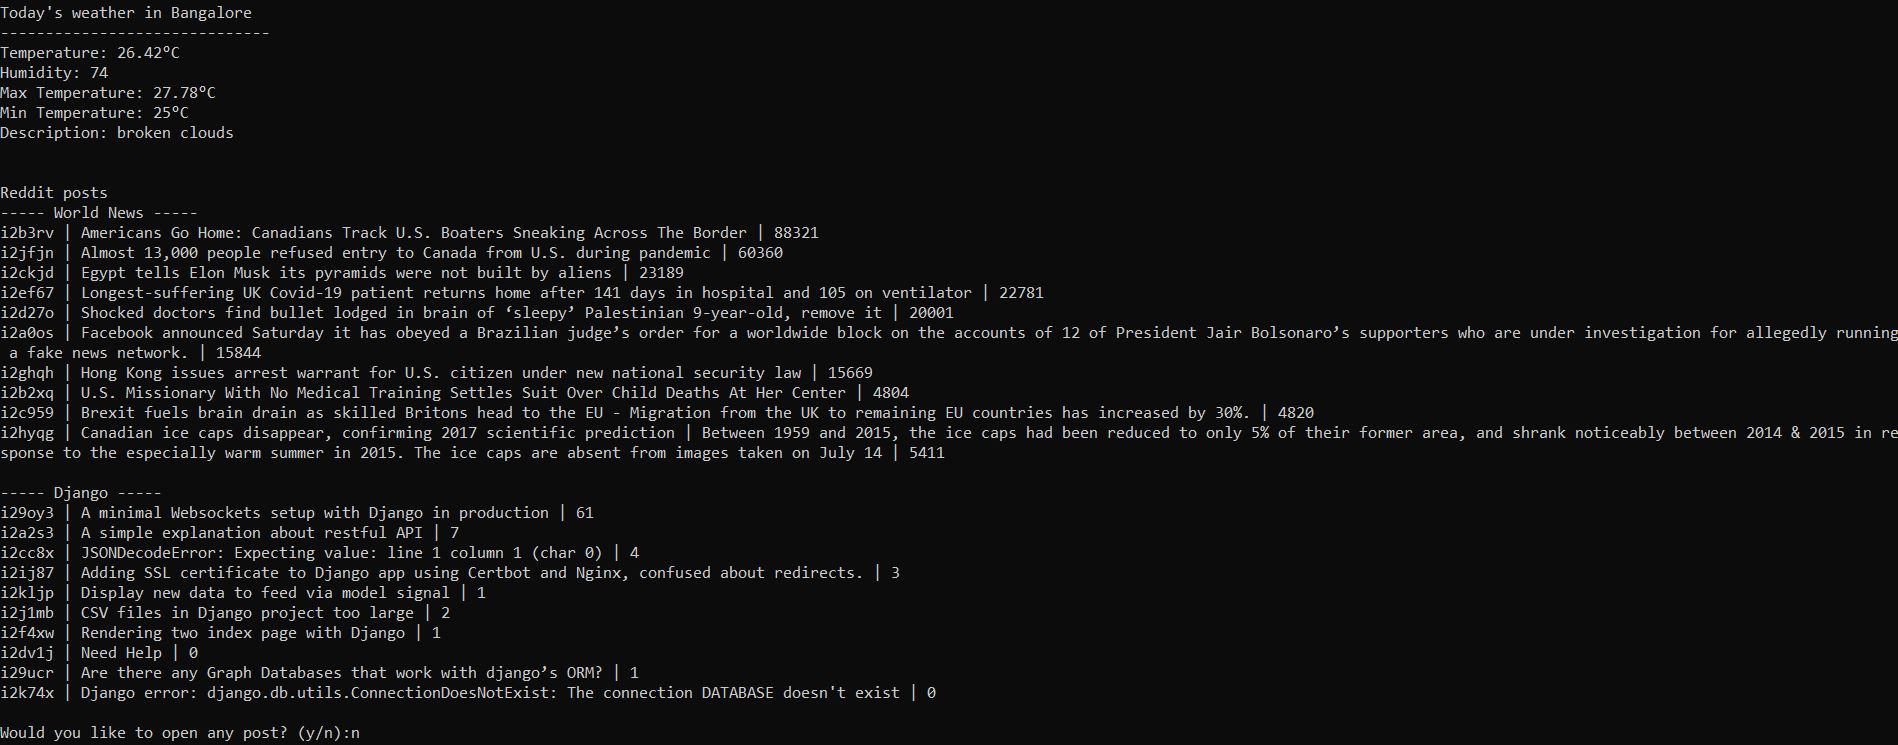 Today's weather in Bangalore
------------------------------
Temperature: 26.42°C
Humidity: 74
Max Temperature: 27.78°C
Min Temperature: 25°C
Description: broken clouds
Reddit posts
----- World News -----
i2b3rv | Americans Go Home: Canadians Track U.S. Boaters Sneaking Across The Border | 88321
i2jfjn | Almost 13,000 people refused entry to Canada from U.S. during pandemic | 60360
i2ckjd | Egypt tells Elon Musk its pyramids were not built by aliens | 23189
i2ef67 | Longest-suffering UK Covid-19 patient returns home after 141 days in hospital and 105 on ventilator | 22781
i2d27o | Shocked doctors find bullet lodged in brain of ‘sleepy’ Palestinian 9-year-old, remove it | 20001
i2a0os | Facebook announced Saturday it has obeyed a Brazilian judge’s order for a worldwide block on the accounts of 12 of President Jair Bolsonaro’s supporters who are under investigation for allegedly running
a fake news network. | 15844
i2ghqh | Hong Kong issues arrest warrant for U.S. citizen under new national security law | 15669
i2b2xq | U.S. Missionary With No Medical Training Settles Suit Over Child Deaths At Her Center | 4804
i2c959 | Brexit fuels brain drain as skilled Britons head to the EU - Migration from the UK to remaining EU countries has increased by 30%. | 4820
i2hyqg | Canadian ice caps disappear, confirming 2017 scientific prediction | Between 1959 and 2015, the ice caps had been reduced to only 5% of their former area, and shrank noticeably between 2014 & 2015 in re
sponse to the especially warm summer in 2015. The ice caps are absent from images taken on July 14 | 5411
----- Django -----
i29oy3 | A minimal Websockets setup with Django in production | 61
i2a2s3 | A simple explanation about restful API | 7
i2cc8x | JSONDecodeError: Expecting value: line 1 column 1 (char 0) | 4
i2ij87 | Adding SSL certificate to Django app using Certbot and Nginx, confused about redirects. | 3
i2kljp | Display new data to feed via model signal | 1
i2j1mb | CSV files in Django project too large | 2
i2f4xw | Rendering two index page with Django | 1
i2dv1j | Need Help | 0
i29ucr | Are there any Graph Databases that work with django’s ORM? | 1
i2k74x | Django error: django.db.utils.ConnectionDoesNotExist: The connection DATABASE doesn't exist | 0
Would you like to open any post? (y/n):n